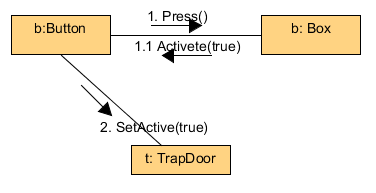 1. Press()
b:Button
b: Box
1.1 Activete(true)
2. SetActive(true)
t: TrapDoor